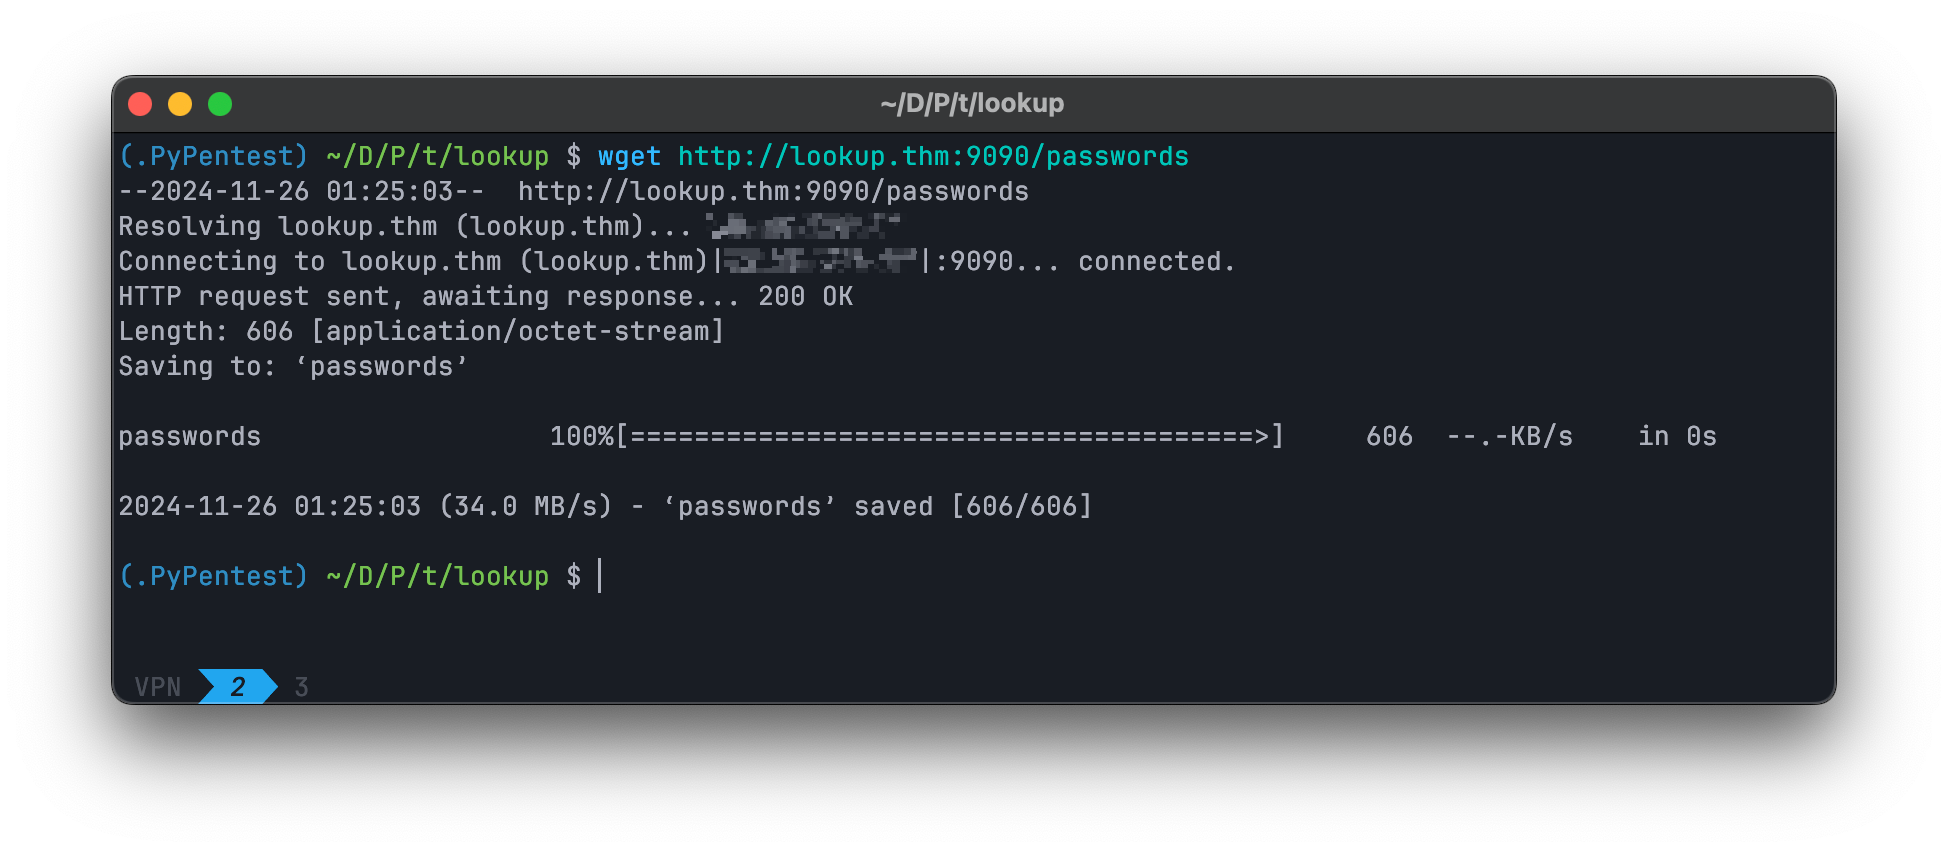 ~/D/P/t/lookup
(.PyPentest) ~/D/P/t/lookup $ wget http://lookup.thm:9090/passwords
--2024-11-26 01:25:03--  http://lookup.thm:9090/passwords
Resolving lookup.thm (lookup.thm)...
Connecting to lookup.thm (lookup.thm)||:9090... connected.
HTTP request sent, awaiting response... 200 OK
Length: 606 [application/octet-stream]
Saving to: ‘passwords’
passwords                  100%[=======================================>]     606  --.-KB/s    in 0s
2024-11-26 01:25:03 (34.0 MB/s) - ‘passwords’ saved [606/606]
(.PyPentest) ~/D/P/t/lookup $
VPN 2 3